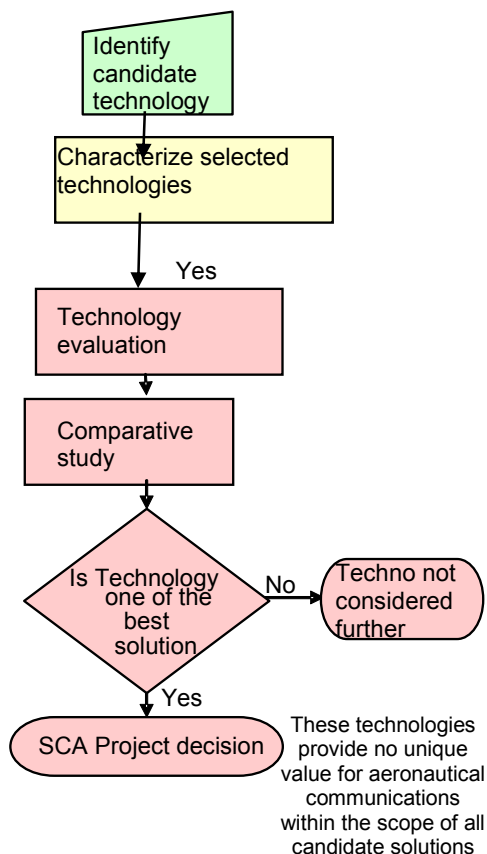 Identify
candidate
technology
Characterize selected
technologies
Yes
Technology
evaluation
Comparative
study
Is Technology
one of the
best
solution
No
Techno not
considered
further
Yes
SCA Project decision
These technologies
provide no unique
value for aeronautical
communications
within the scope of all
candidate solutions